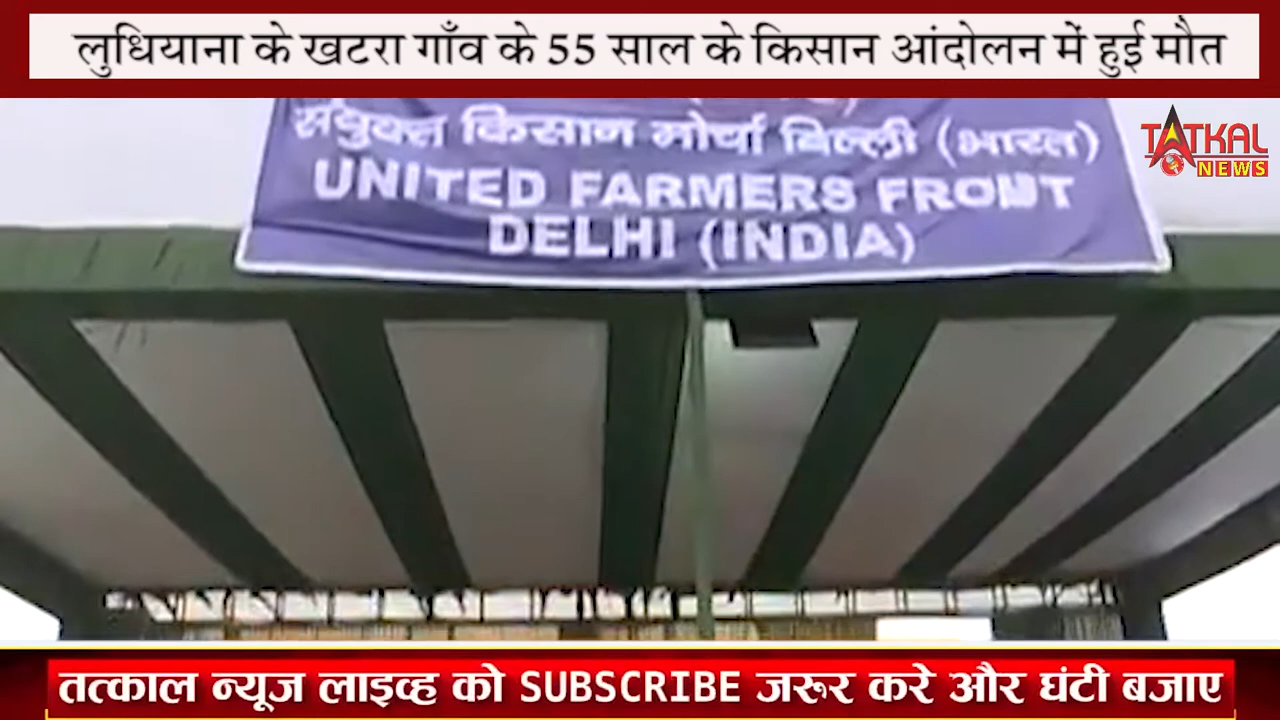 लुधियाना के खटरा गाँव के 55 साल के किसान आंदोलन में हुई मौत
TATKAL
NEWS
संयुक्त किसान मोर्चा दिल्ली (भारत)
UNITED FARMERS FRONT
DELHI (INDIA)
तत्काल न्यूज लाइव्ह को SUBSCRIBE जरूर करे और घंटी बजाए